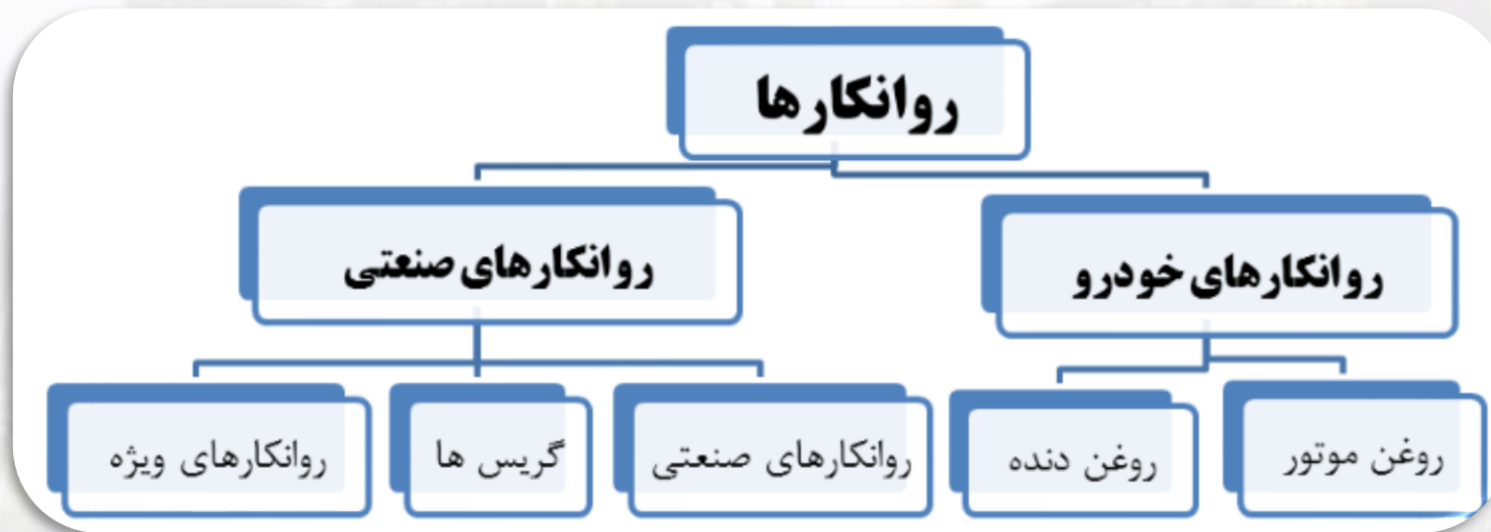 روانکارها
روانکارهای خودرو
روانکارهای صنعتی
روغن موتور
روغن دنده
روانکارهای صنعتی
گریس ها
روانکارهای ویژه